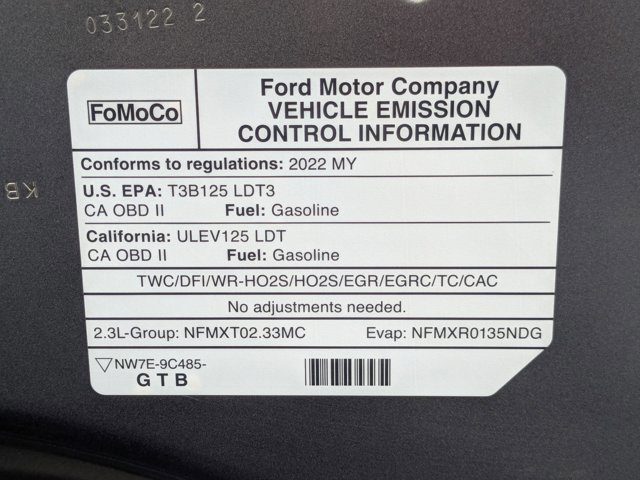 033122 2
FoMoCo
Ford Motor Company
VEHICLE EMISSION
CONTROL INFORMATION
Conforms to regulations: 2022 MY
U.S. EPA: T3B125 LDT3
CA OBD II Fuel: Gasoline
California: ULEV125 LDT
CA OBD II Fuel: Gasoline
TWC/DFI/WR-HO2S/HO2S/EGR/EGRC/TC/CAC
No adjustments needed.
2.3L-Group: NFMXT02.33MC Evap: NFMXR0135NDG
NW7E-9C485-
G T B
KB